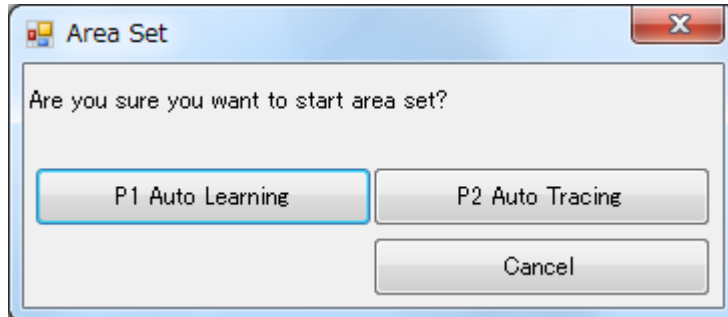 Area Set
Are you sure you want to start area set?
P1 Auto Learning
P2 Auto Tracing
Cancel